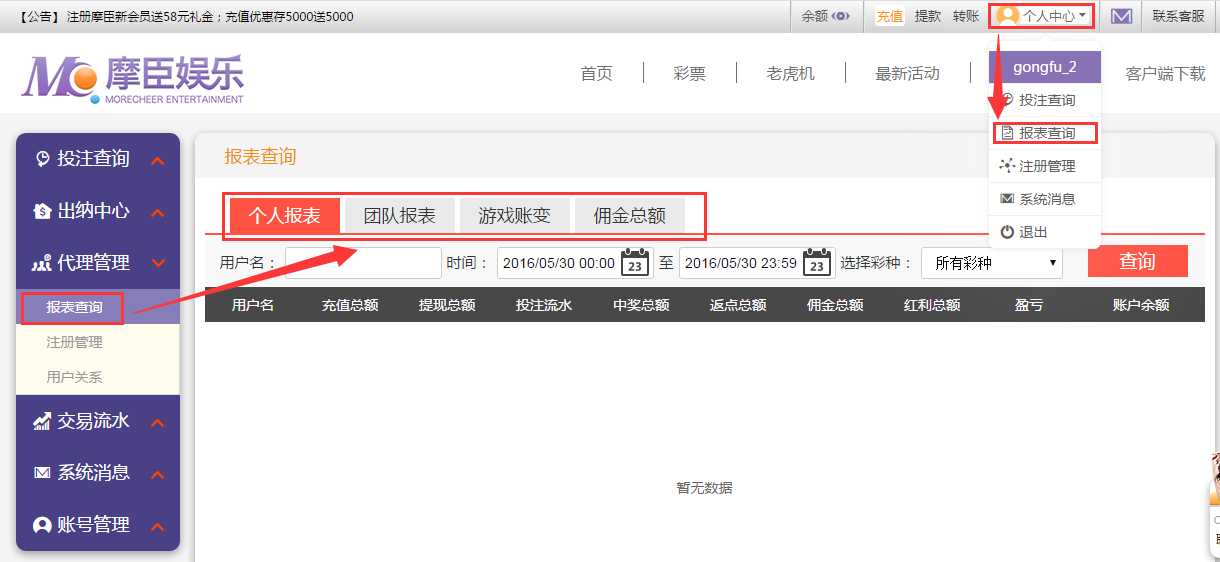 【公告】 注册摩臣新会员送58元礼金；充值优惠存5000送5000
余额
充值 提款 转账
个人中心
联系客服
摩臣娱乐
MORECHEER ENTERTAINMENT
首页 彩票 老虎机 最新活动 客户端下载
gongfu_2
投注查询
报表查询
注册管理
系统消息
退出
投注查询
出纳中心
代理管理
报表查询
注册管理
用户关系
交易流水
系统消息
账号管理
报表查询
个人报表 团队报表 游戏账变 佣金总额
用户名： 时间： 2016/05/30 00:00 23 至 2016/05/30 23:59 23 选择彩种： 所有彩种 查询
用户名 充值总额 提现总额 投注流水 中奖总额 返点总额 佣金总额 红利总额 盈亏 账户余额
暂无数据